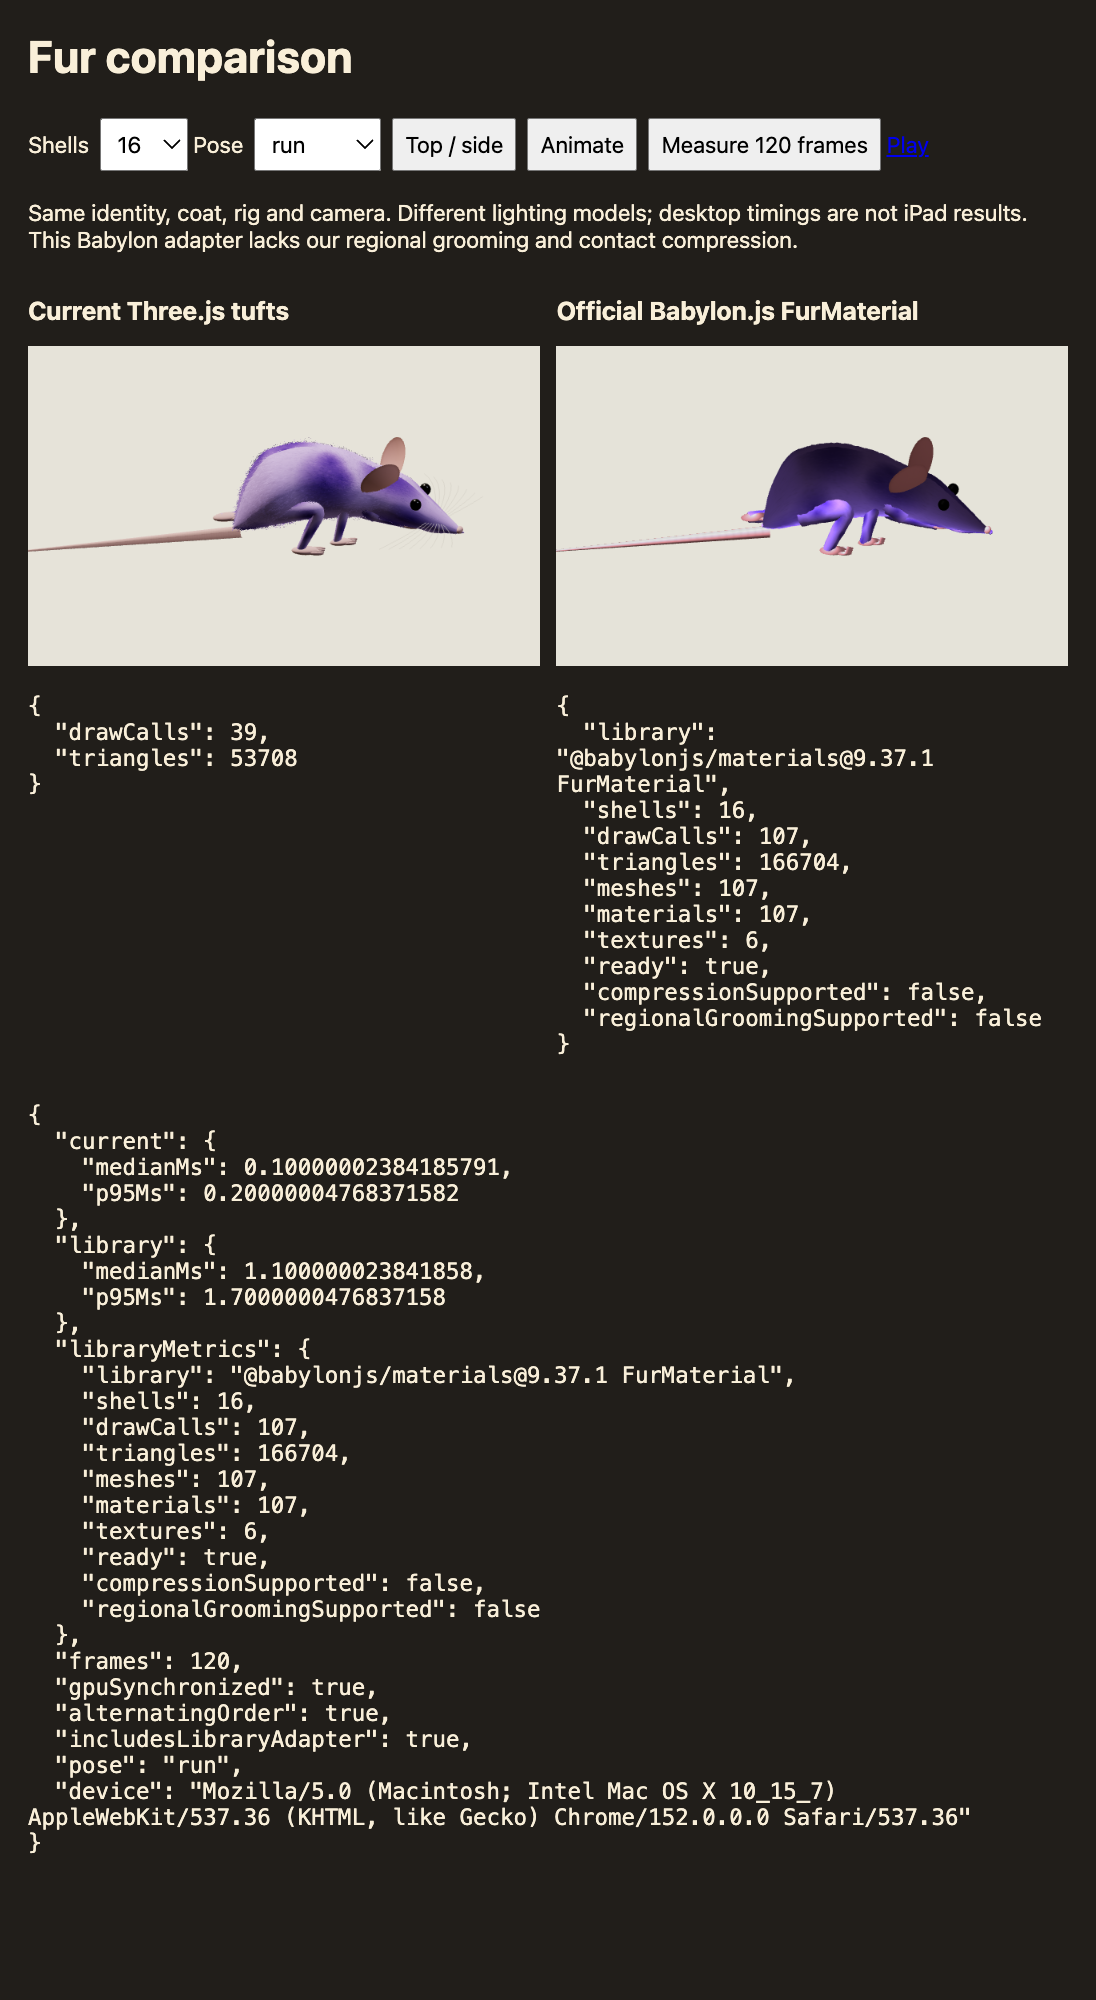 Fur comparison
Shells 16 Pose run Top / side Animate Measure 120 frames Play
Same identity, coat, rig and camera. Different lighting models; desktop timings are not iPad results.
This Babylon adapter lacks our regional grooming and contact compression.
Current Three.js tufts
{
  "drawCalls": 39,
  "triangles": 53708
}
Official Babylon.js FurMaterial
{
  "library":
"@babylonjs/materials@9.37.1
FurMaterial",
  "shells": 16,
  "drawCalls": 107,
  "triangles": 166704,
  "meshes": 107,
  "materials": 107,
  "textures": 6,
  "ready": true,
  "compressionSupported": false,
  "regionalGroomingSupported": false
}
{
  "current": {
    "medianMs": 0.10000002384185791,
    "p95Ms": 0.20000004768371582
  },
  "library": {
    "medianMs": 1.100000023841858,
    "p95Ms": 1.7000000476837158
  },
  "libraryMetrics": {
    "library": "@babylonjs/materials@9.37.1 FurMaterial",
    "shells": 16,
    "drawCalls": 107,
    "triangles": 166704,
    "meshes": 107,
    "materials": 107,
    "textures": 6,
    "ready": true,
    "compressionSupported": false,
    "regionalGroomingSupported": false
  },
  "frames": 120,
  "gpuSynchronized": true,
  "alternatingOrder": true,
  "includesLibraryAdapter": true,
  "pose": "run",
  "device": "Mozilla/5.0 (Macintosh; Intel Mac OS X 10_15_7)
AppleWebKit/537.36 (KHTML, like Gecko) Chrome/152.0.0.0 Safari/537.36"
}